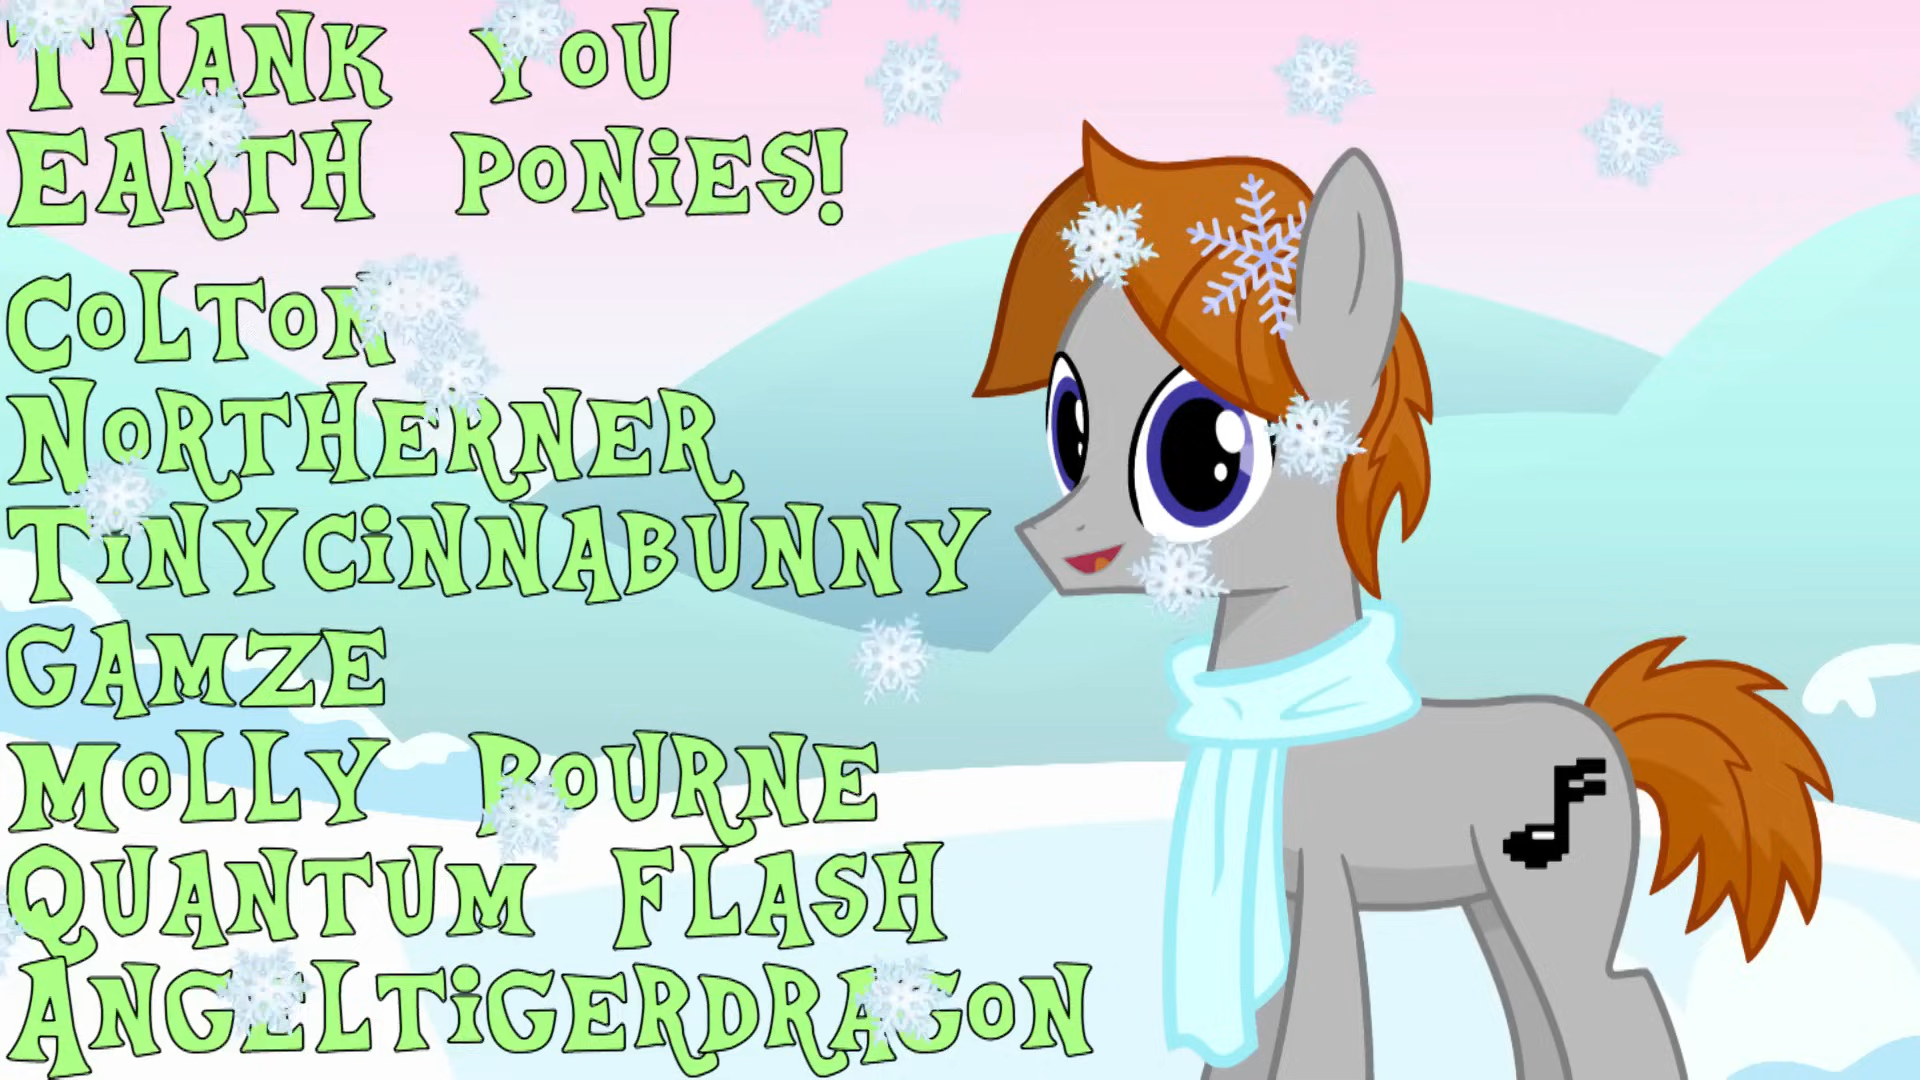 Thank You
Earth Ponies!
Colton
Northerner
Tinycinnabunny
Gamze
Molly Bourne
Quantum Flash
Angeltigerdragon